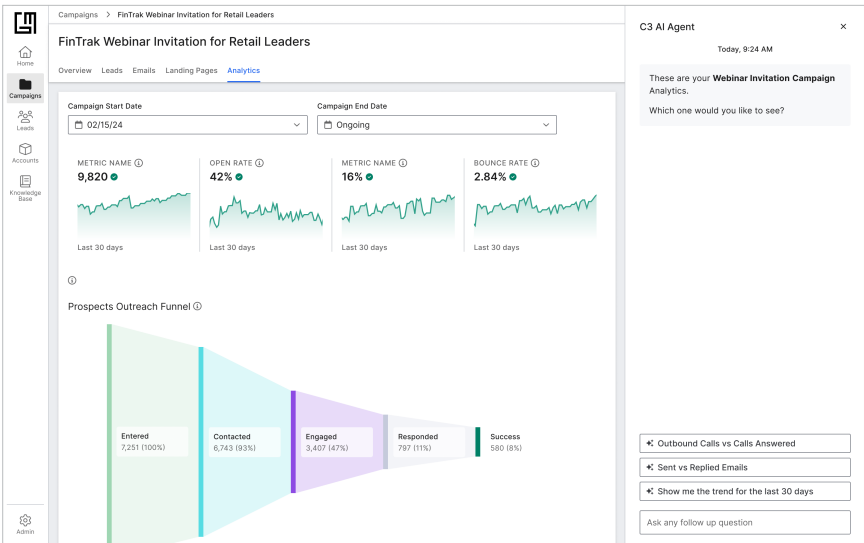 Campaigns > FinTrak Webinar Invitation for Retail Leaders
FinTrak Webinar Invitation for Retail Leaders
Overview Leads Emails Landing Pages Analytics
Home
Campaigns
Leads
Accounts
Knowledge
Base
Admin
Campaign Start Date
02/15/24
Campaign End Date
Ongoing
METRIC NAME
9,820
Last 30 days
OPEN RATE
42%
Last 30 days
METRIC NAME
16%
Last 30 days
BOUNCE RATE
2.84%
Last 30 days
Prospects Outreach Funnel
Entered
7,251 (100%)
Contacted
6,743 (93%)
Engaged
3,407 (47%)
Responded
797 (11%)
Success
580 (8%)
C3 AI Agent
Today, 9:24 AM
These are your Webinar Invitation Campaign
Analytics.
Which one would you like to see?
Outbound Calls vs Calls Answered
Sent vs Replied Emails
Show me the trend for the last 30 days
Ask any follow up question